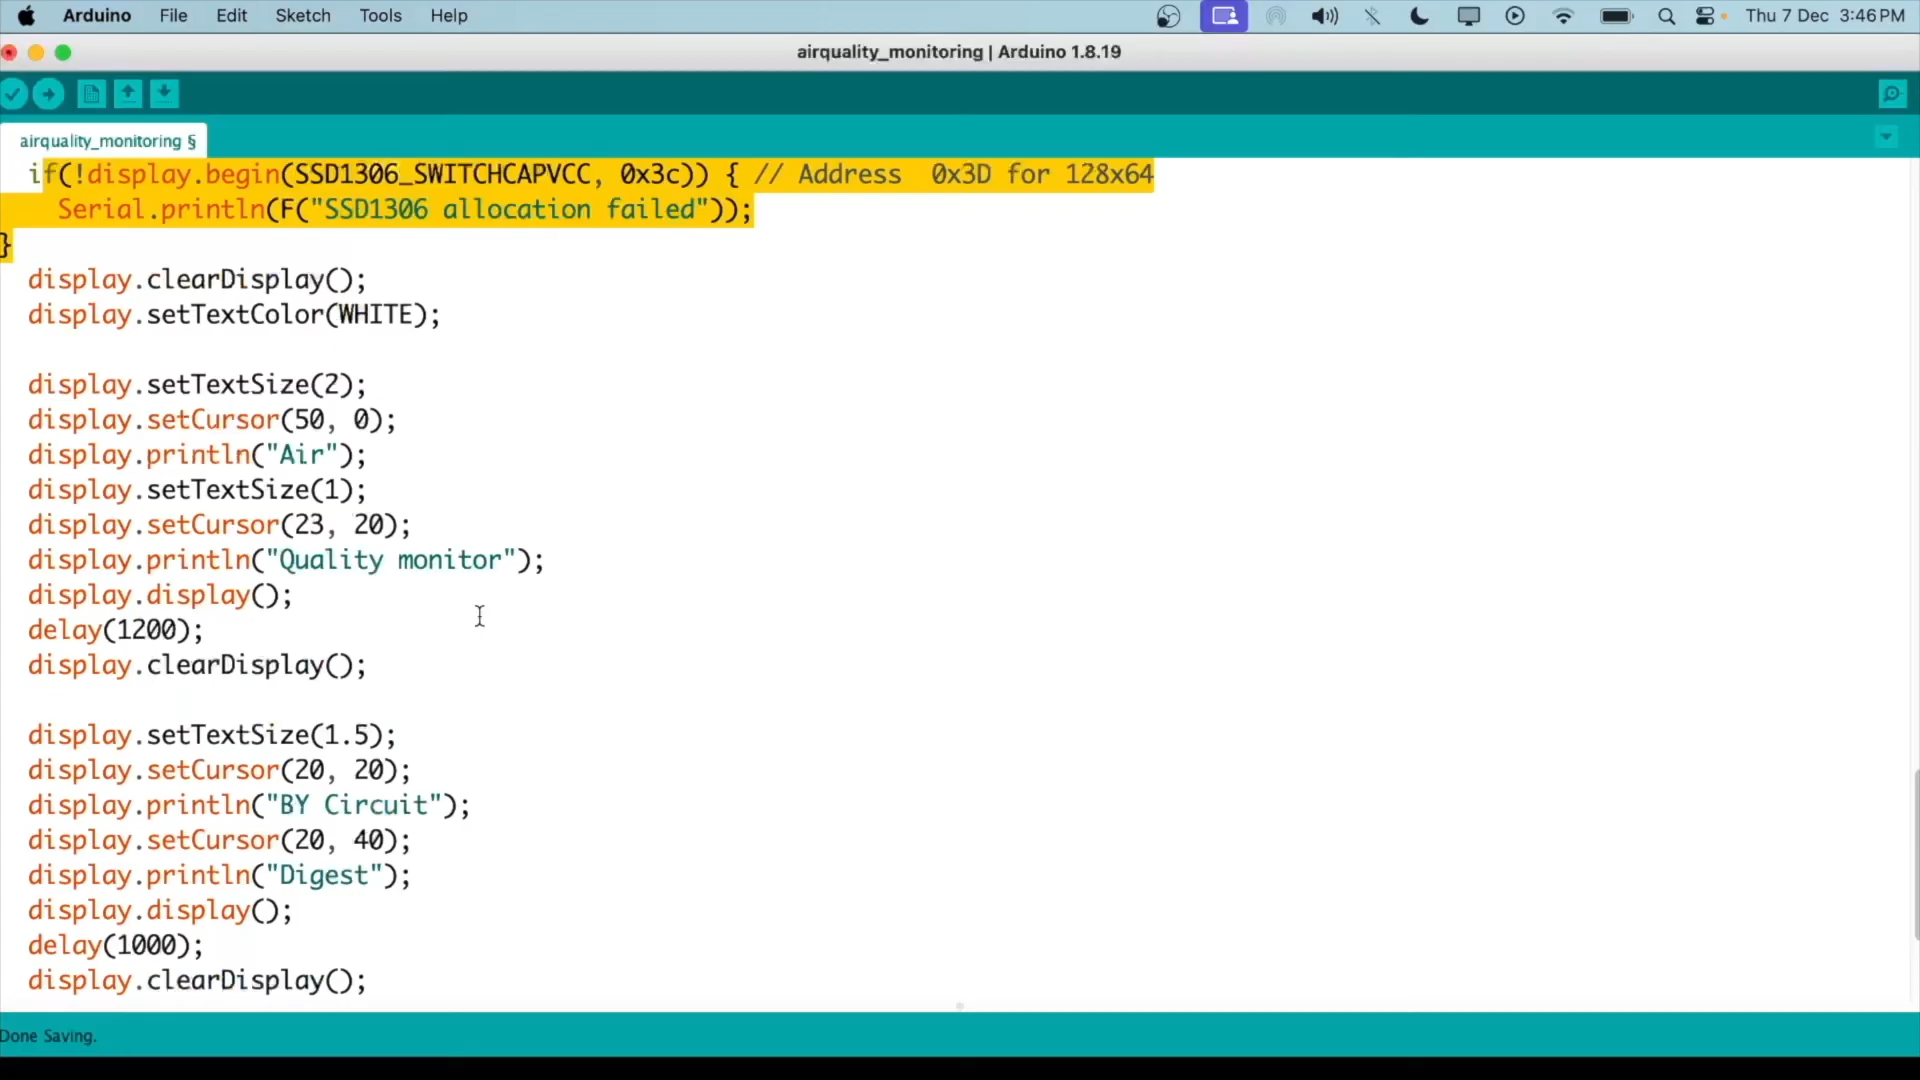 Arduino File Edit Sketch Tools Help Thu 7 Dec 3:46 PM
airquality_monitoring | Arduino 1.8.19
airquality_monitoring §
if(!display.begin(SSD1306_SWITCHCAPVCC, 0x3c)) { // Address 0x3D for 128x64
Serial.println(F("SSD1306 allocation failed"));
}
display.clearDisplay();
display.setTextColor(WHITE);
display.setTextSize(2);
display.setCursor(50, 0);
display.println("Air");
display.setTextSize(1);
display.setCursor(23, 20);
display.println("Quality monitor");
display.display();
delay(1200);
display.clearDisplay();
display.setTextSize(1.5);
display.setCursor(20, 20);
display.println("BY Circuit");
display.setCursor(20, 40);
display.println("Digest");
display.display();
delay(1000);
display.clearDisplay();
Done Saving.